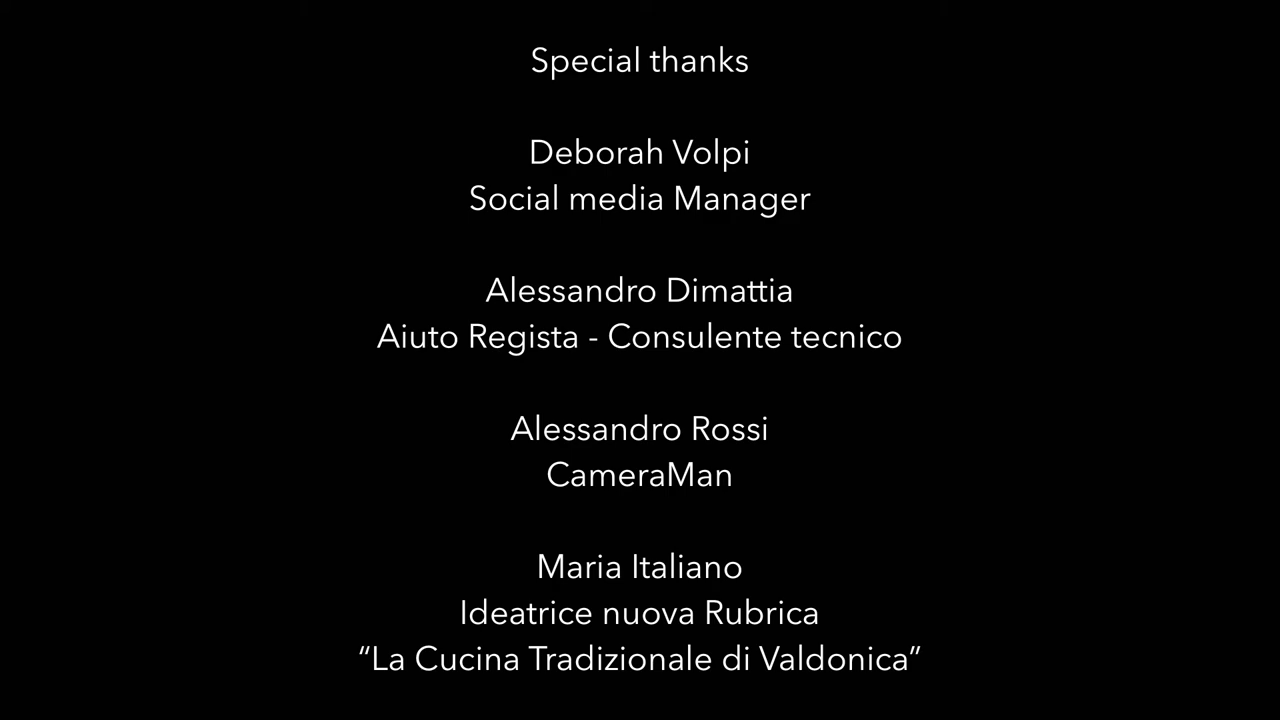 Special thanks
Deborah Volpi
Social media Manager
Alessandro Dimattia
Aiuto Regista - Consulente tecnico
Alessandro Rossi
CameraMan
Maria Italiano
Ideatrice nuova Rubrica
“La Cucina Tradizionale di Valdonica”